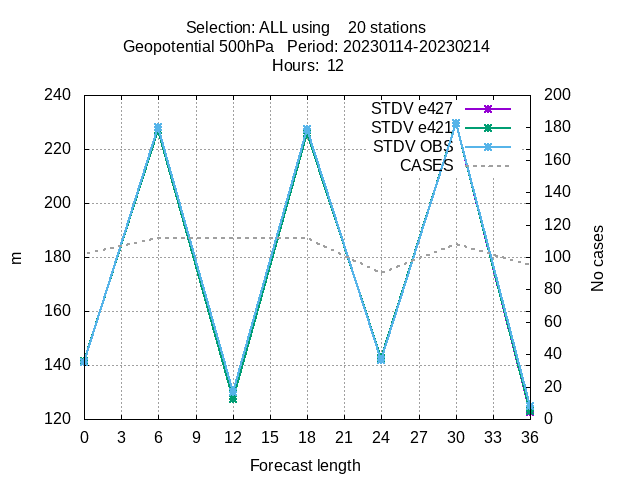 Selection: ALL using    20 stations
Geopotential 500hPa   Period: 20230114-20230214
Hours:  12
240
220
200
180
160
140
120
m
STDV e427
STDV e421
STDV OBS
CASES
200
180
160
140
120
100
80
60
40
20
0
No cases
0 3 6 9 12 15 18 21 24 27 30 33 36
Forecast length